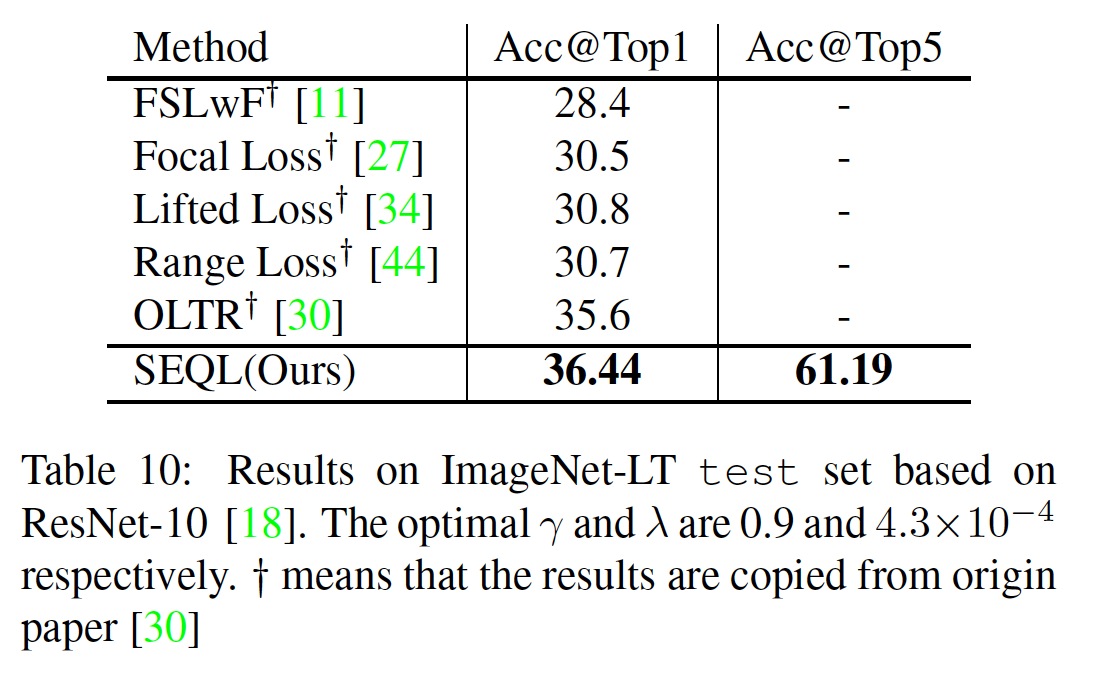 Method Acc@Top1 Acc@Top5
FSLwF† [11] 28.4 -
Focal Loss† [27] 30.5 -
Lifted Loss† [34] 30.8 -
Range Loss† [44] 30.7 -
OLTR† [30] 35.6 -
SEQL(Ours) 36.44 61.19
Table 10: Results on ImageNet-LT test set based on
ResNet-10 [18]. The optimal γ and λ are 0.9 and 4.3×10⁻⁴
respectively. † means that the results are copied from origin
paper [30]